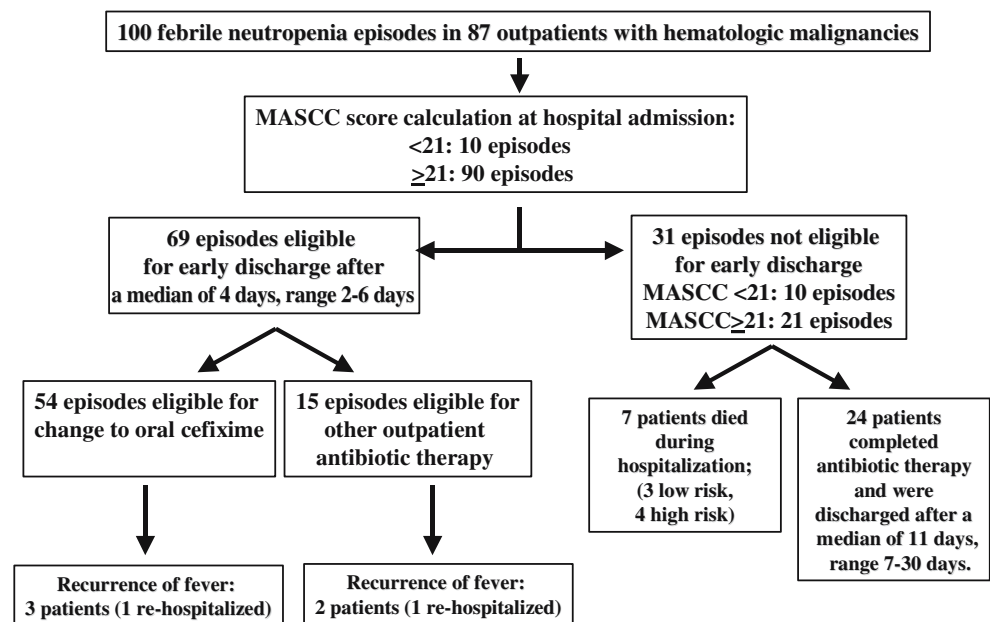 100 febrile neutropenia episodes in 87 outpatients with hematologic malignancies
MASCC score calculation at hospital admission:
<21: 10 episodes
≥21: 90 episodes
69 episodes eligible
for early discharge after
a median of 4 days, range 2-6 days
31 episodes not eligible
for early discharge
MASCC <21: 10 episodes
MASCC≥21: 21 episodes
54 episodes eligible for
change to oral cefixime
15 episodes eligible for
other outpatient
antibiotic therapy
7 patients died
during
hospitalization;
(3 low risk,
4 high risk)
24 patients
completed
antibiotic therapy
and were
discharged after a
median of 11 days,
range 7-30 days.
Recurrence of fever:
3 patients (1 re-hospitalized)
Recurrence of fever:
2 patients (1 re-hospitalized)